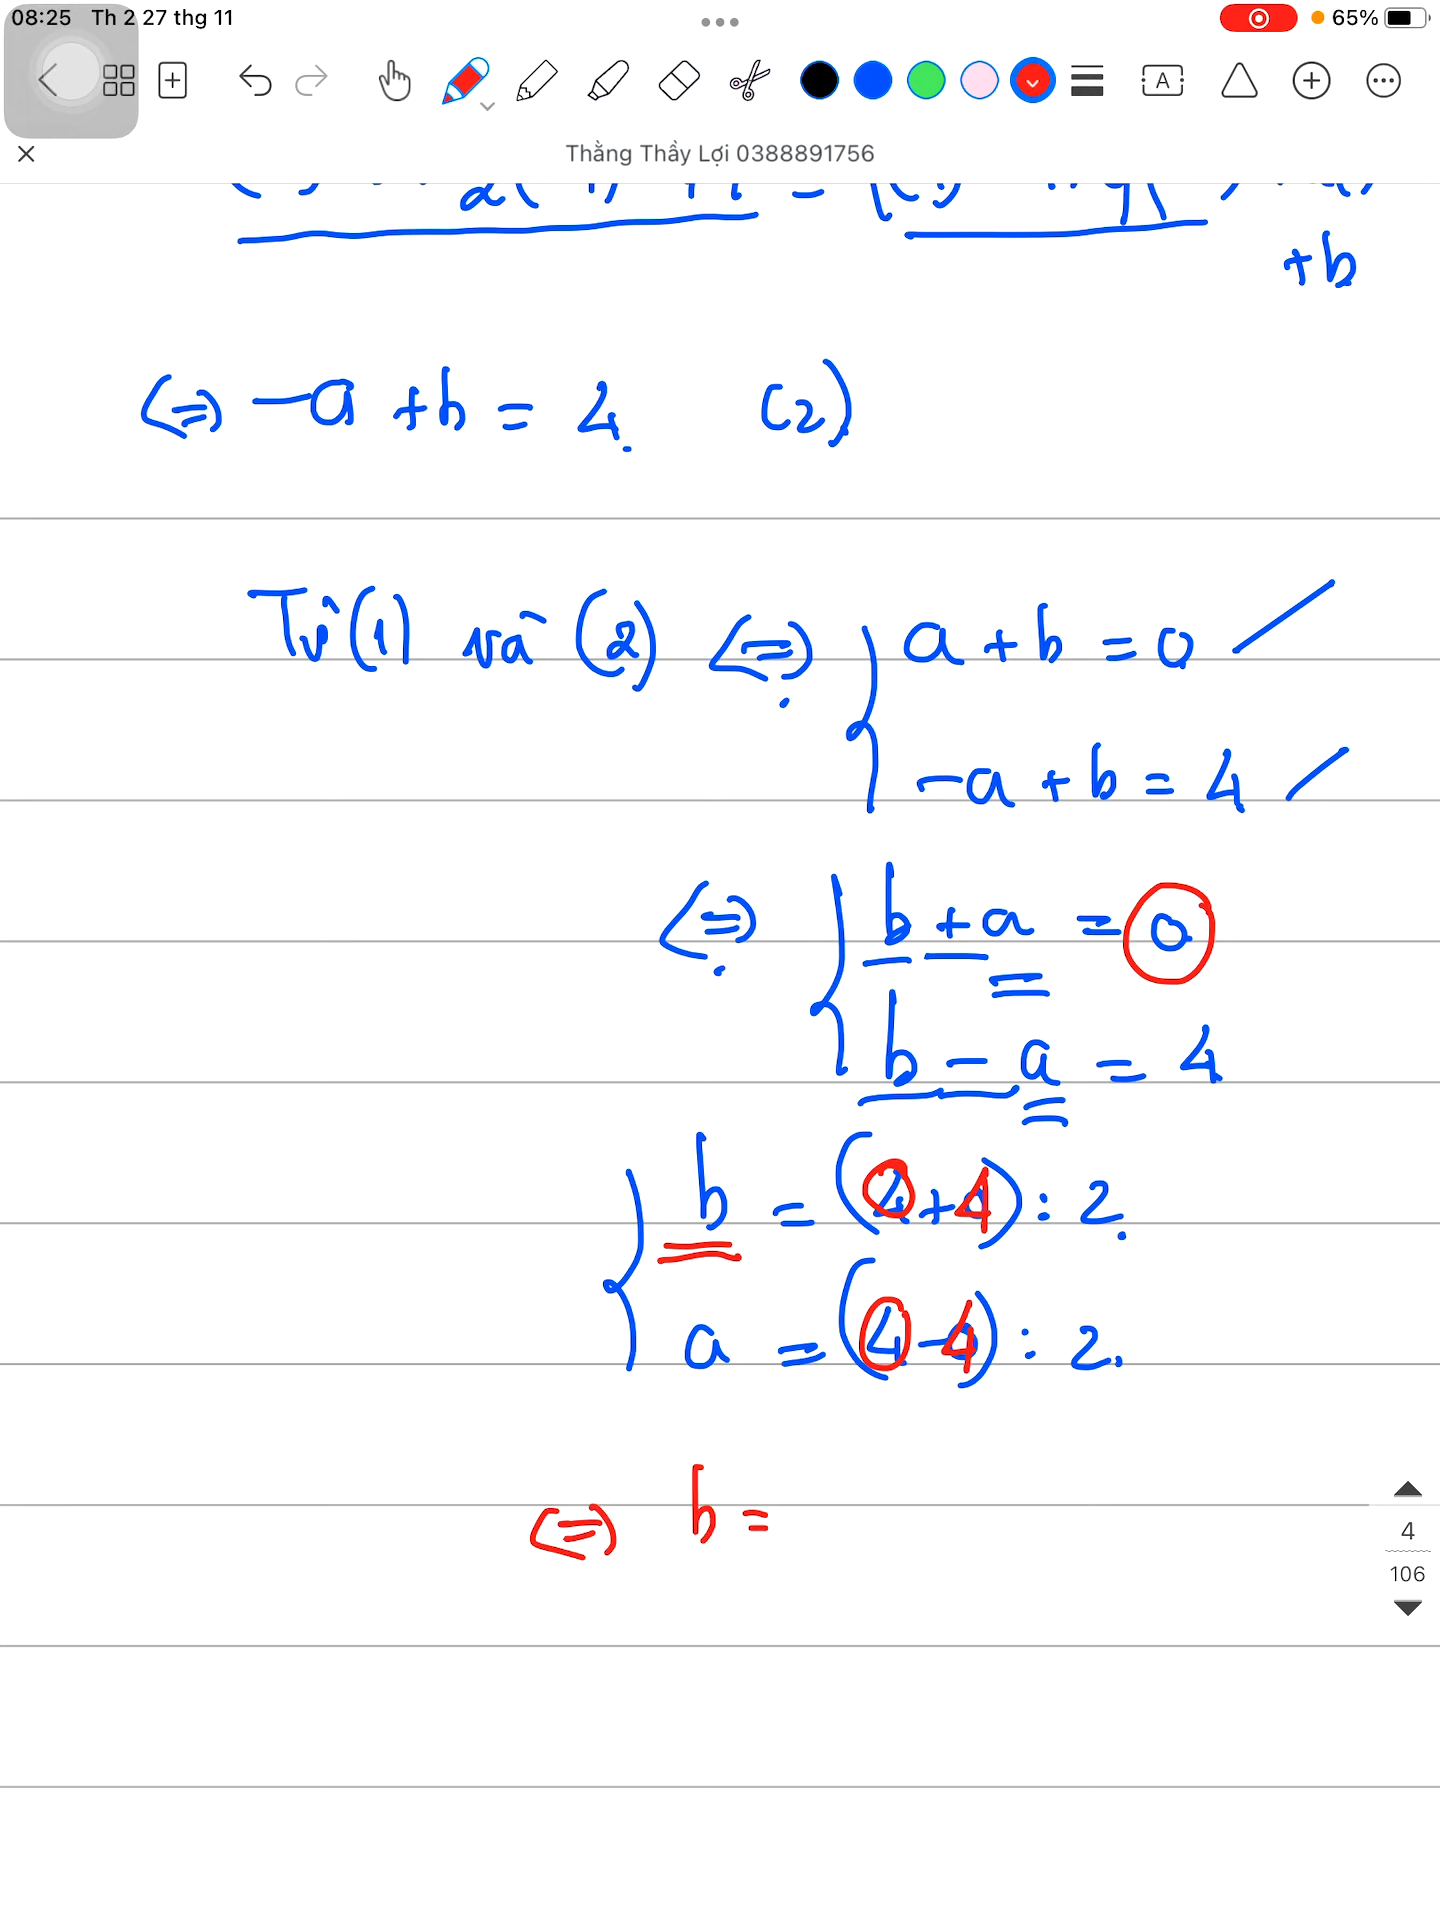 08:25 Th 2 27 thg 11 65%
A
Thằng Thầy Lợi 0388891756
+b
<=> -a +b = 4. (2)
Từ (1) và (2) <=> { a + b = 0
-a + b = 4
<=> { b + a = 0
b - a = 4
{ b = ( + 4) : 2.
a = (4 - 4) : 2.
<=> b =
4
106